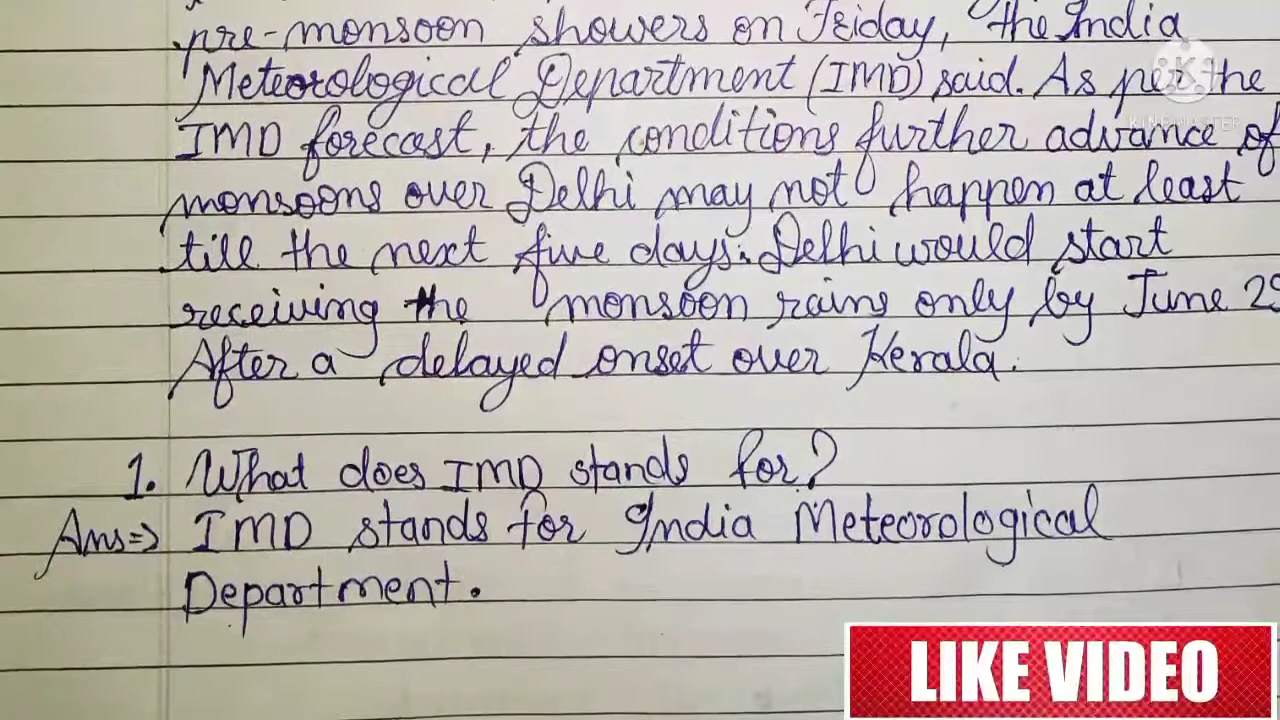 pre-monsoon showers on Friday, the India
Meteorological Department (IMD) said. As per the
KINEMASTER
IMD forecast, the conditions further advance of
monsoons over Delhi may not happen at least
till the next five days. Delhi would start
receiving the monsoon rains only by June
After a delayed onset over Kerala.
1. What does IMD stands for?
Ans⇒ IMD stands for India Meteorological
Department.
LIKE VIDEO